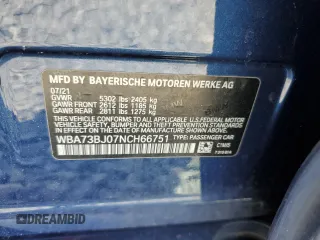 MFD BY BAYERISCHE MOTOREN WERKE AG
07/21
GVWR 5302 lbs 2405 kg
GAWR FRONT 2612 lbs 1185 kg
GAWR REAR 2811 lbs 1275 kg
THIS VEHICLE CONFORMS TO ALL APPLICABLE U.S. FEDERAL MOTOR
VEHICLE SAFETY, BUMPER, AND THEFT PREVENTION STANDARDS
IN EFFECT ON THE DATE OF MANUFACTURE SHOWN ABOVE.
WBA73BJ07NCH66751 TYPE: PASSENGER CAR
DREAMBID